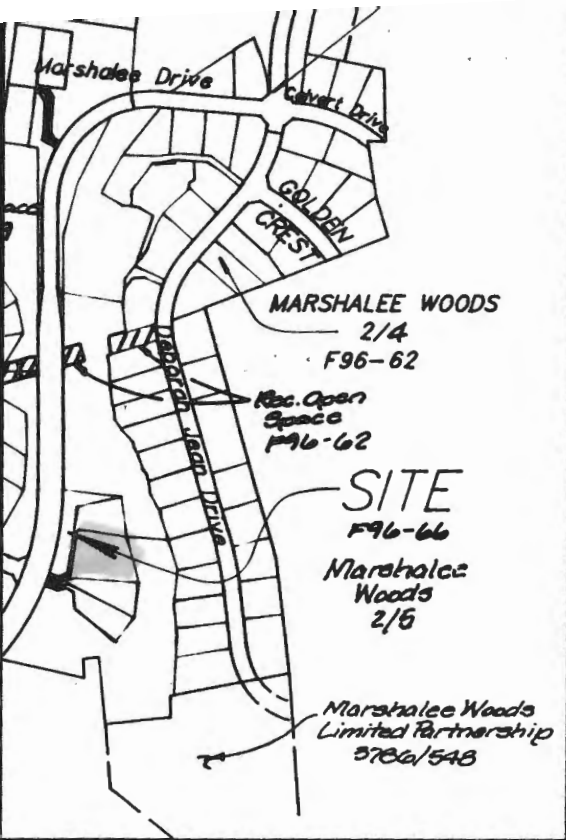 Marshalee Drive
Calvert Drive
GOLDEN
CREST
MARSHALEE WOODS
2/4
F96-62
Deborah Jean Drive
Rec. Open
Space
F96-62
SITE
F96-66
Marshalee
Woods
2/5
Marshalee Woods
Limited Partnership
3786/548